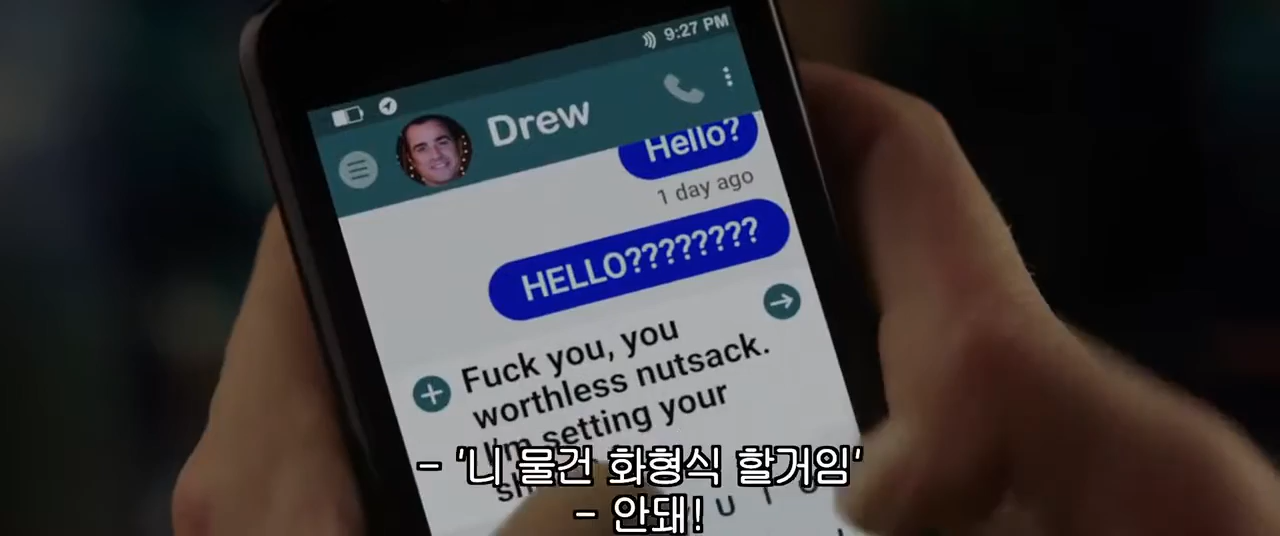 9:27 PM
Drew
Hello?
1 day ago
HELLO????????
Fuck you, you
worthless nutsack.
I'm setting your
- '니 물건 화형식 할거임'
- 안돼!